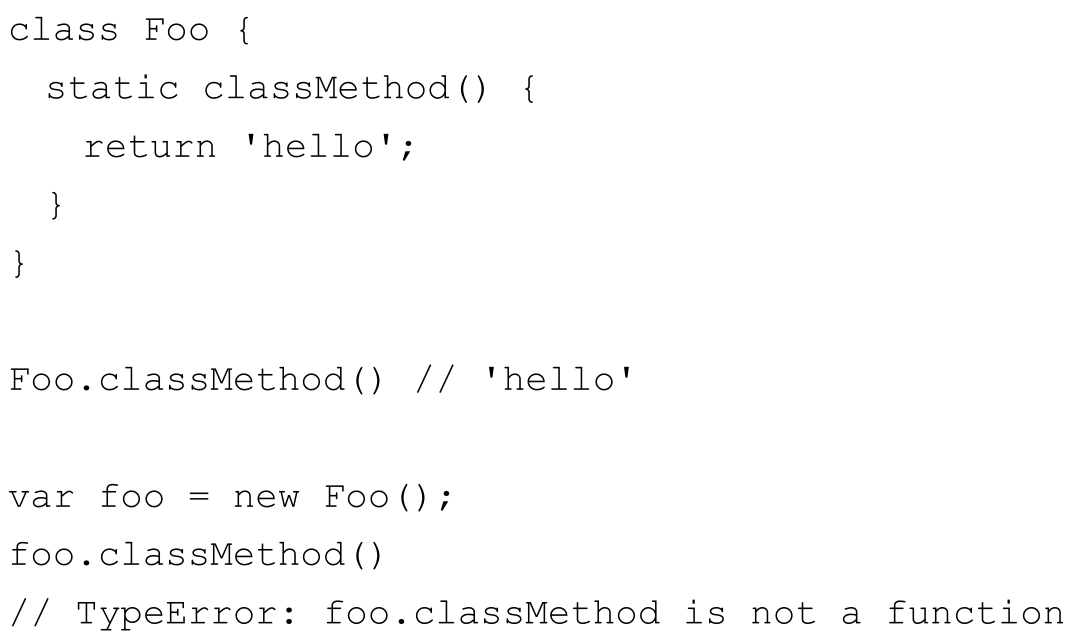 class Foo {
  static classMethod() {
    return 'hello';
  }
}

Foo.classMethod() // 'hello'

var foo = new Foo();
foo.classMethod()
// TypeError: foo.classMethod is not a function